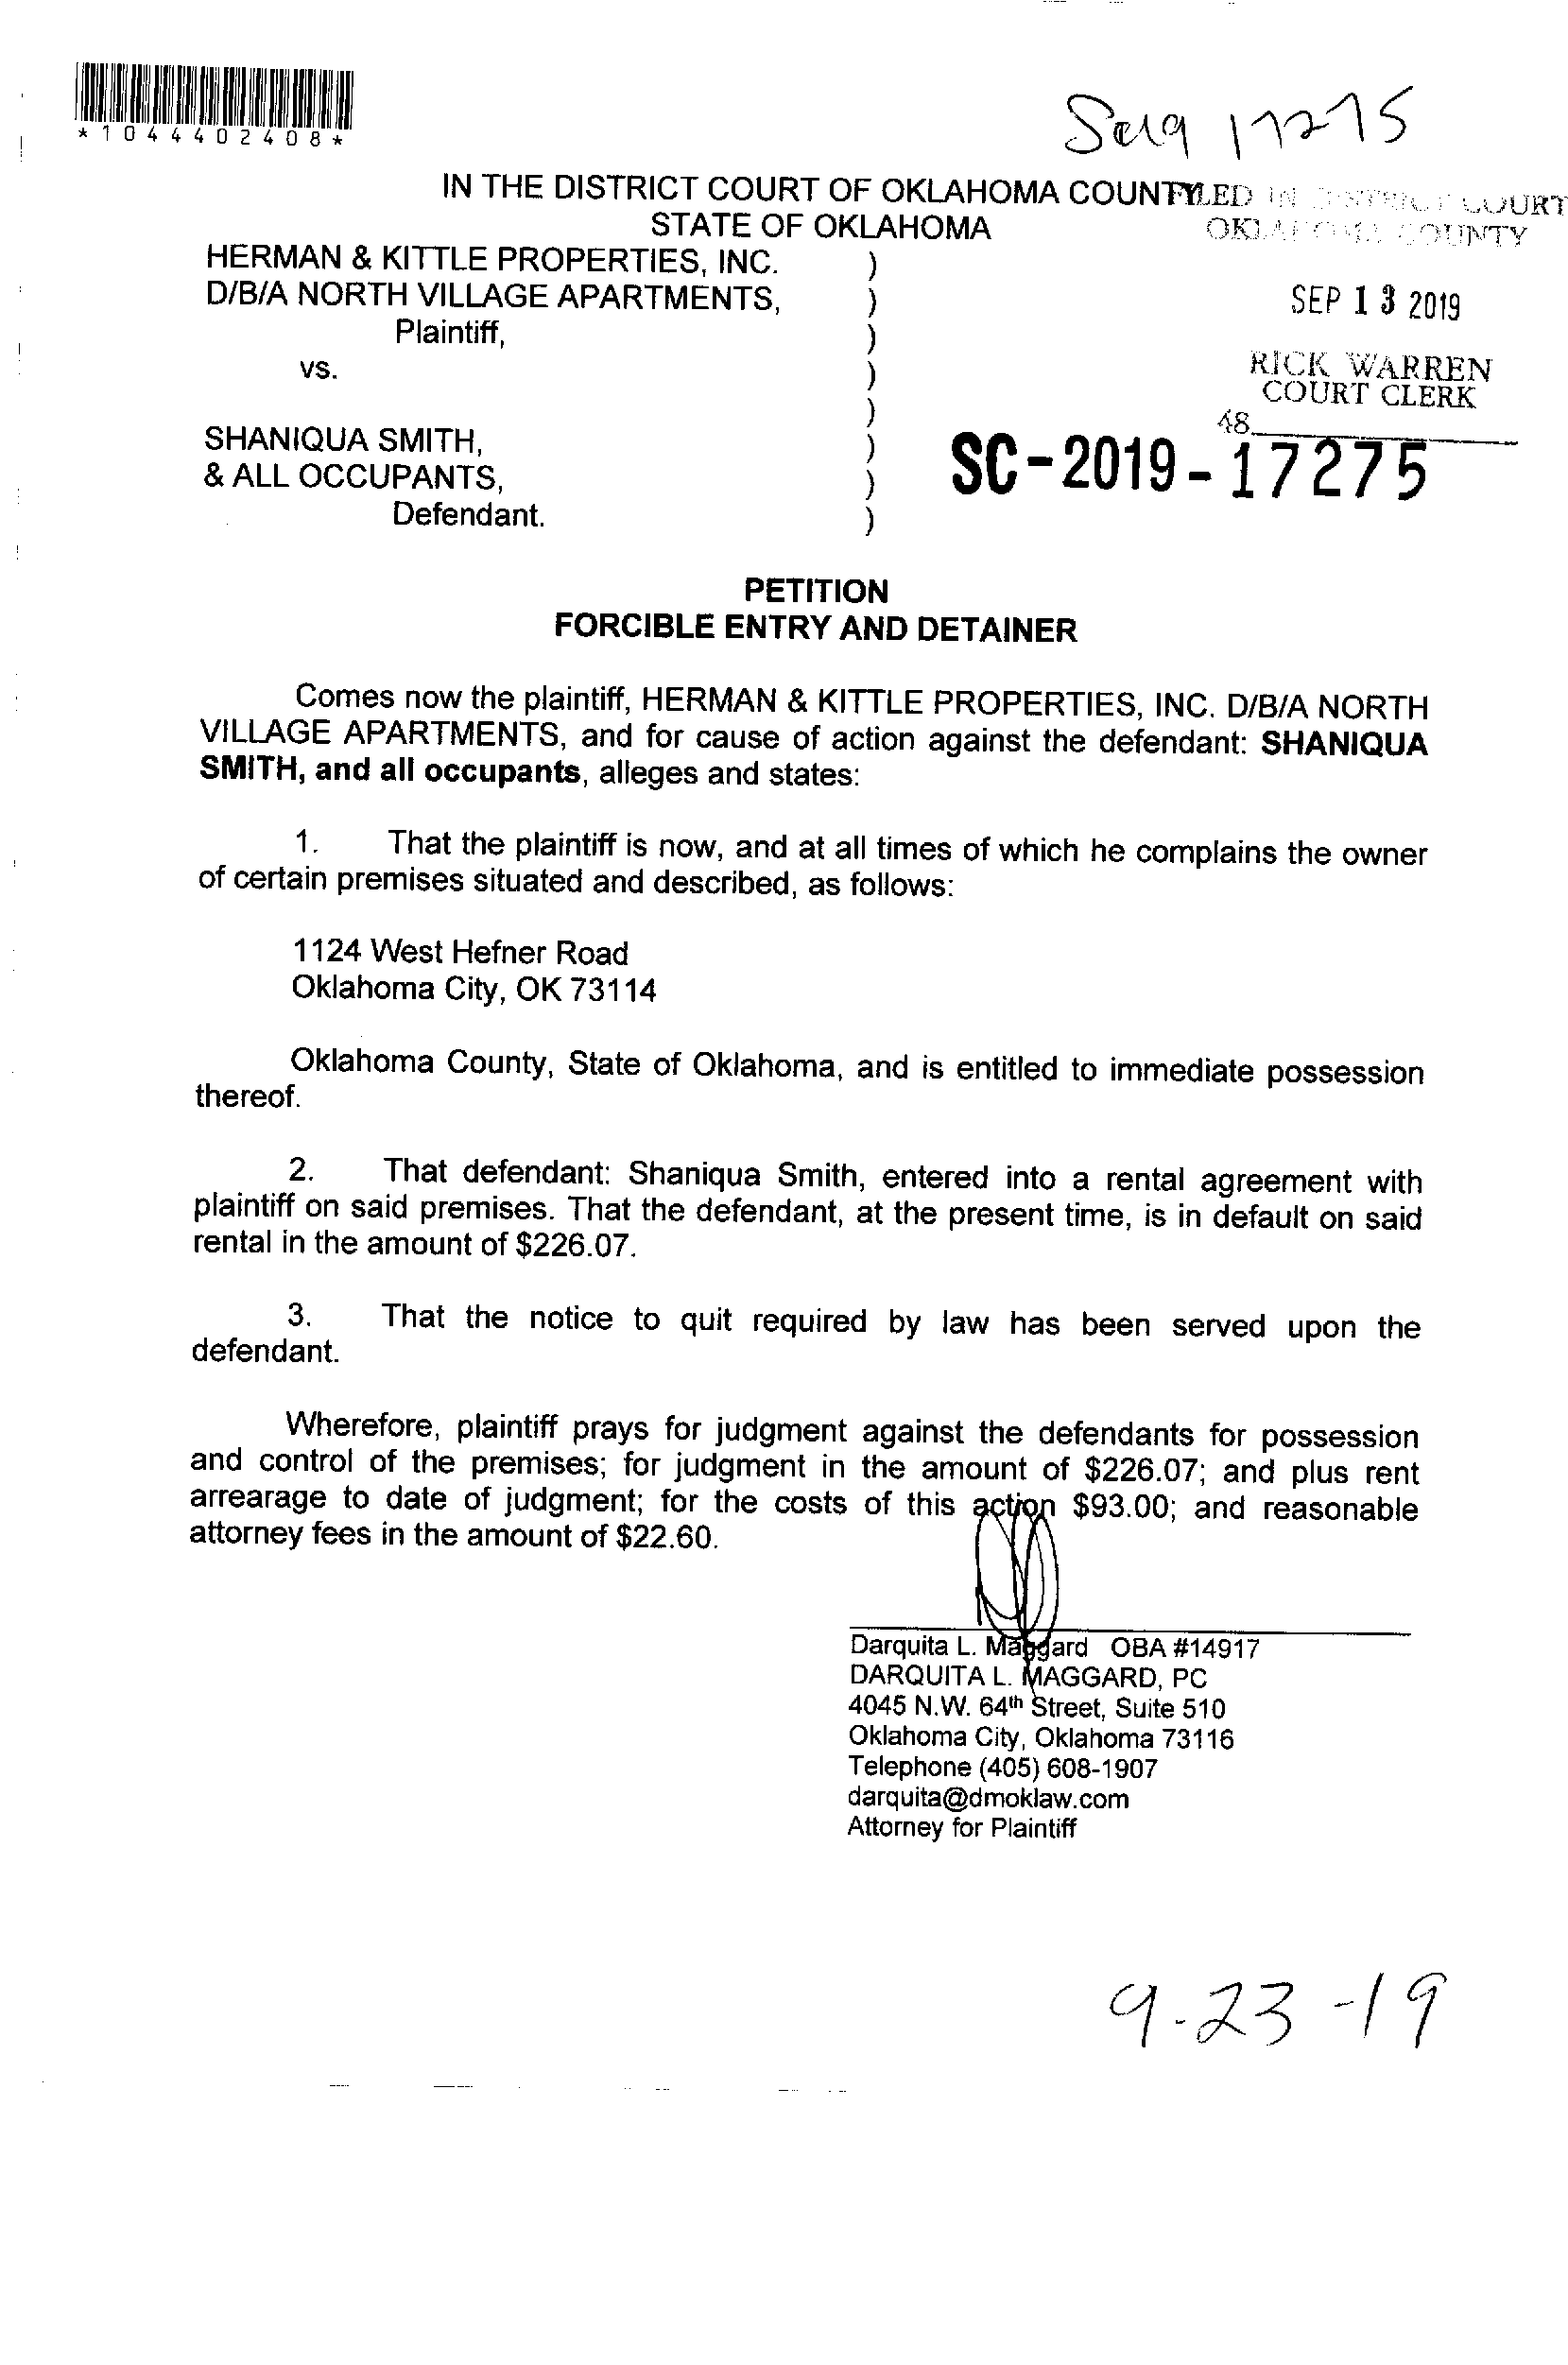 *1044402408*
17275
IN THE DISTRICT COURT OF OKLAHOMA COUNTY
STATE OF OKLAHOMA
FILED IN DISTRICT COURT
OKLAHOMA COUNTY
HERMAN & KITTLE PROPERTIES, INC. )
D/B/A NORTH VILLAGE APARTMENTS, )
Plaintiff, )
vs. )
)
SHANIQUA SMITH, )
& ALL OCCUPANTS, )
Defendant. )
SEP 13 2019
RICK WARREN
COURT CLERK
48
SC-2019-17275
PETITION
FORCIBLE ENTRY AND DETAINER
Comes now the plaintiff, HERMAN & KITTLE PROPERTIES, INC. D/B/A NORTH
VILLAGE APARTMENTS, and for cause of action against the defendant: SHANIQUA
SMITH, and all occupants, alleges and states:
1. That the plaintiff is now, and at all times of which he complains the owner
of certain premises situated and described, as follows:
1124 West Hefner Road
Oklahoma City, OK 73114
Oklahoma County, State of Oklahoma, and is entitled to immediate possession
thereof.
2. That defendant: Shaniqua Smith, entered into a rental agreement with
plaintiff on said premises. That the defendant, at the present time, is in default on said
rental in the amount of $226.07.
3. That the notice to quit required by law has been served upon the
defendant.
Wherefore, plaintiff prays for judgment against the defendants for possession
and control of the premises; for judgment in the amount of $226.07; and plus rent
arrearage to date of judgment; for the costs of this action $93.00; and reasonable
attorney fees in the amount of $22.60.
Darquita L. Maggard OBA #14917
DARQUITA L. MAGGARD, PC
4045 N.W. 64th Street, Suite 510
Oklahoma City, Oklahoma 73116
Telephone (405) 608-1907
darquita@dmoklaw.com
Attorney for Plaintiff
9-23-19